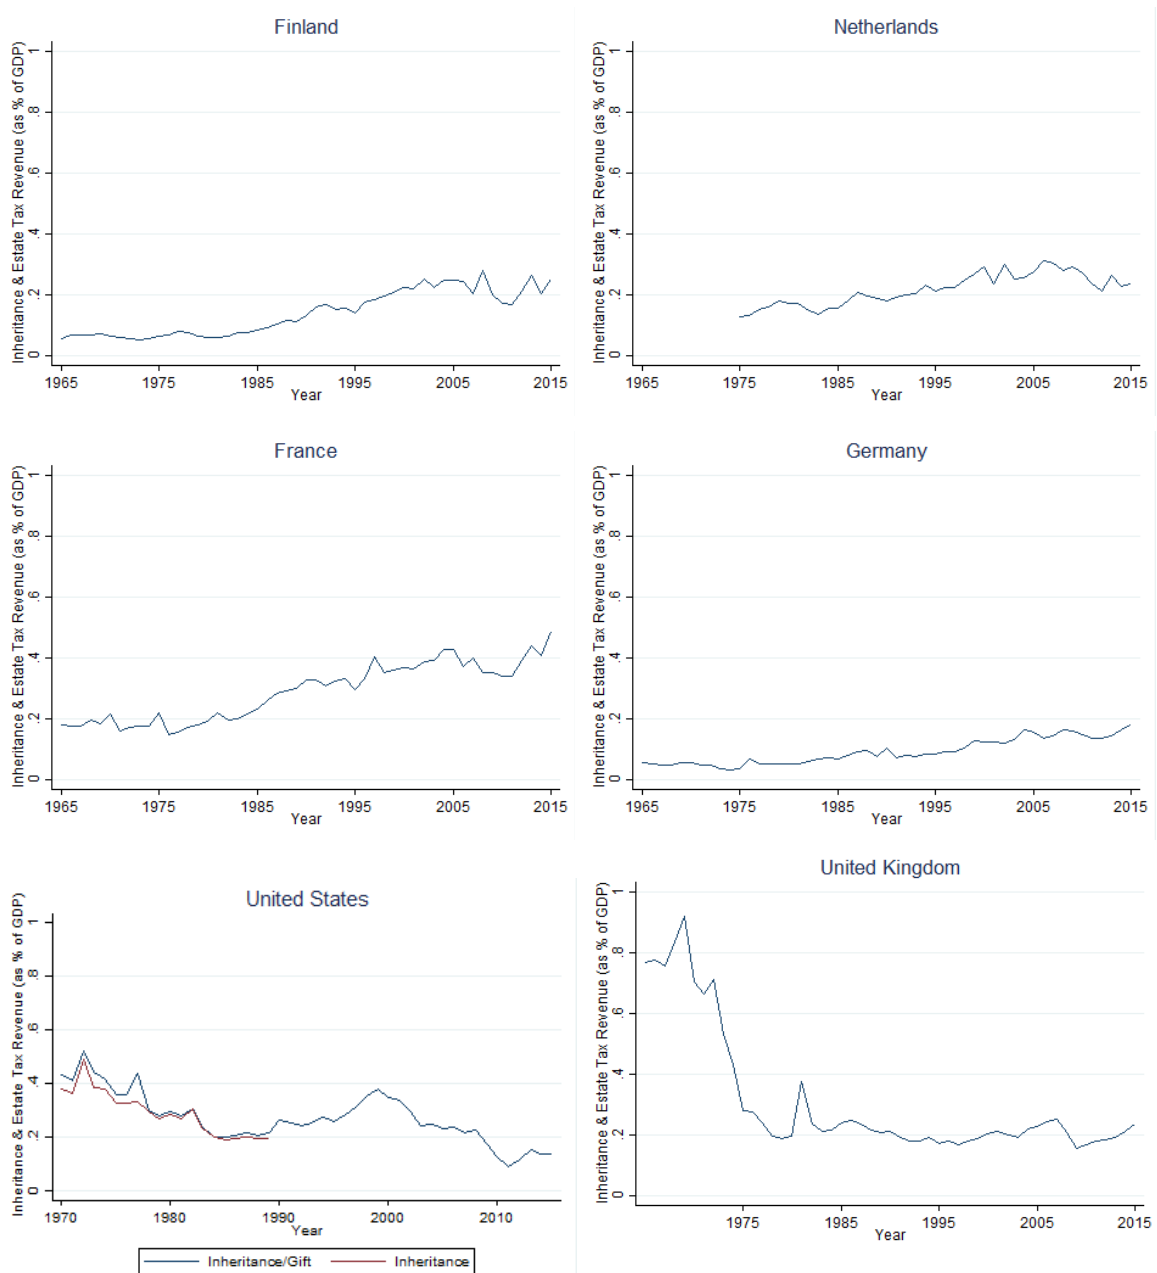 Finland
Inheritance & Estate Tax Revenue (as % of GDP)
1
.8
.6
.4
.2
0
1965 1975 1985 1995 2005 2015
Year
Netherlands
Inheritance & Estate Tax Revenue (as % of GDP)
1
.8
.6
.4
.2
0
1965 1975 1985 1995 2005 2015
Year
France
Inheritance & Estate Tax Revenue (as % of GDP)
1
.8
.6
.4
.2
0
1965 1975 1985 1995 2005 2015
Year
Germany
Inheritance & Estate Tax Revenue (as % of GDP)
1
.8
.6
.4
.2
0
1965 1975 1985 1995 2005 2015
Year
United States
Inheritance & Estate Tax Revenue (as % of GDP)
1
.8
.6
.4
.2
0
1970 1980 1990 2000 2010
Year
Inheritance/Gift Inheritance
United Kingdom
Inheritance & Estate Tax Revenue (as % of GDP)
1
.8
.6
.4
.2
0
1975 1985 1995 2005 2015
Year